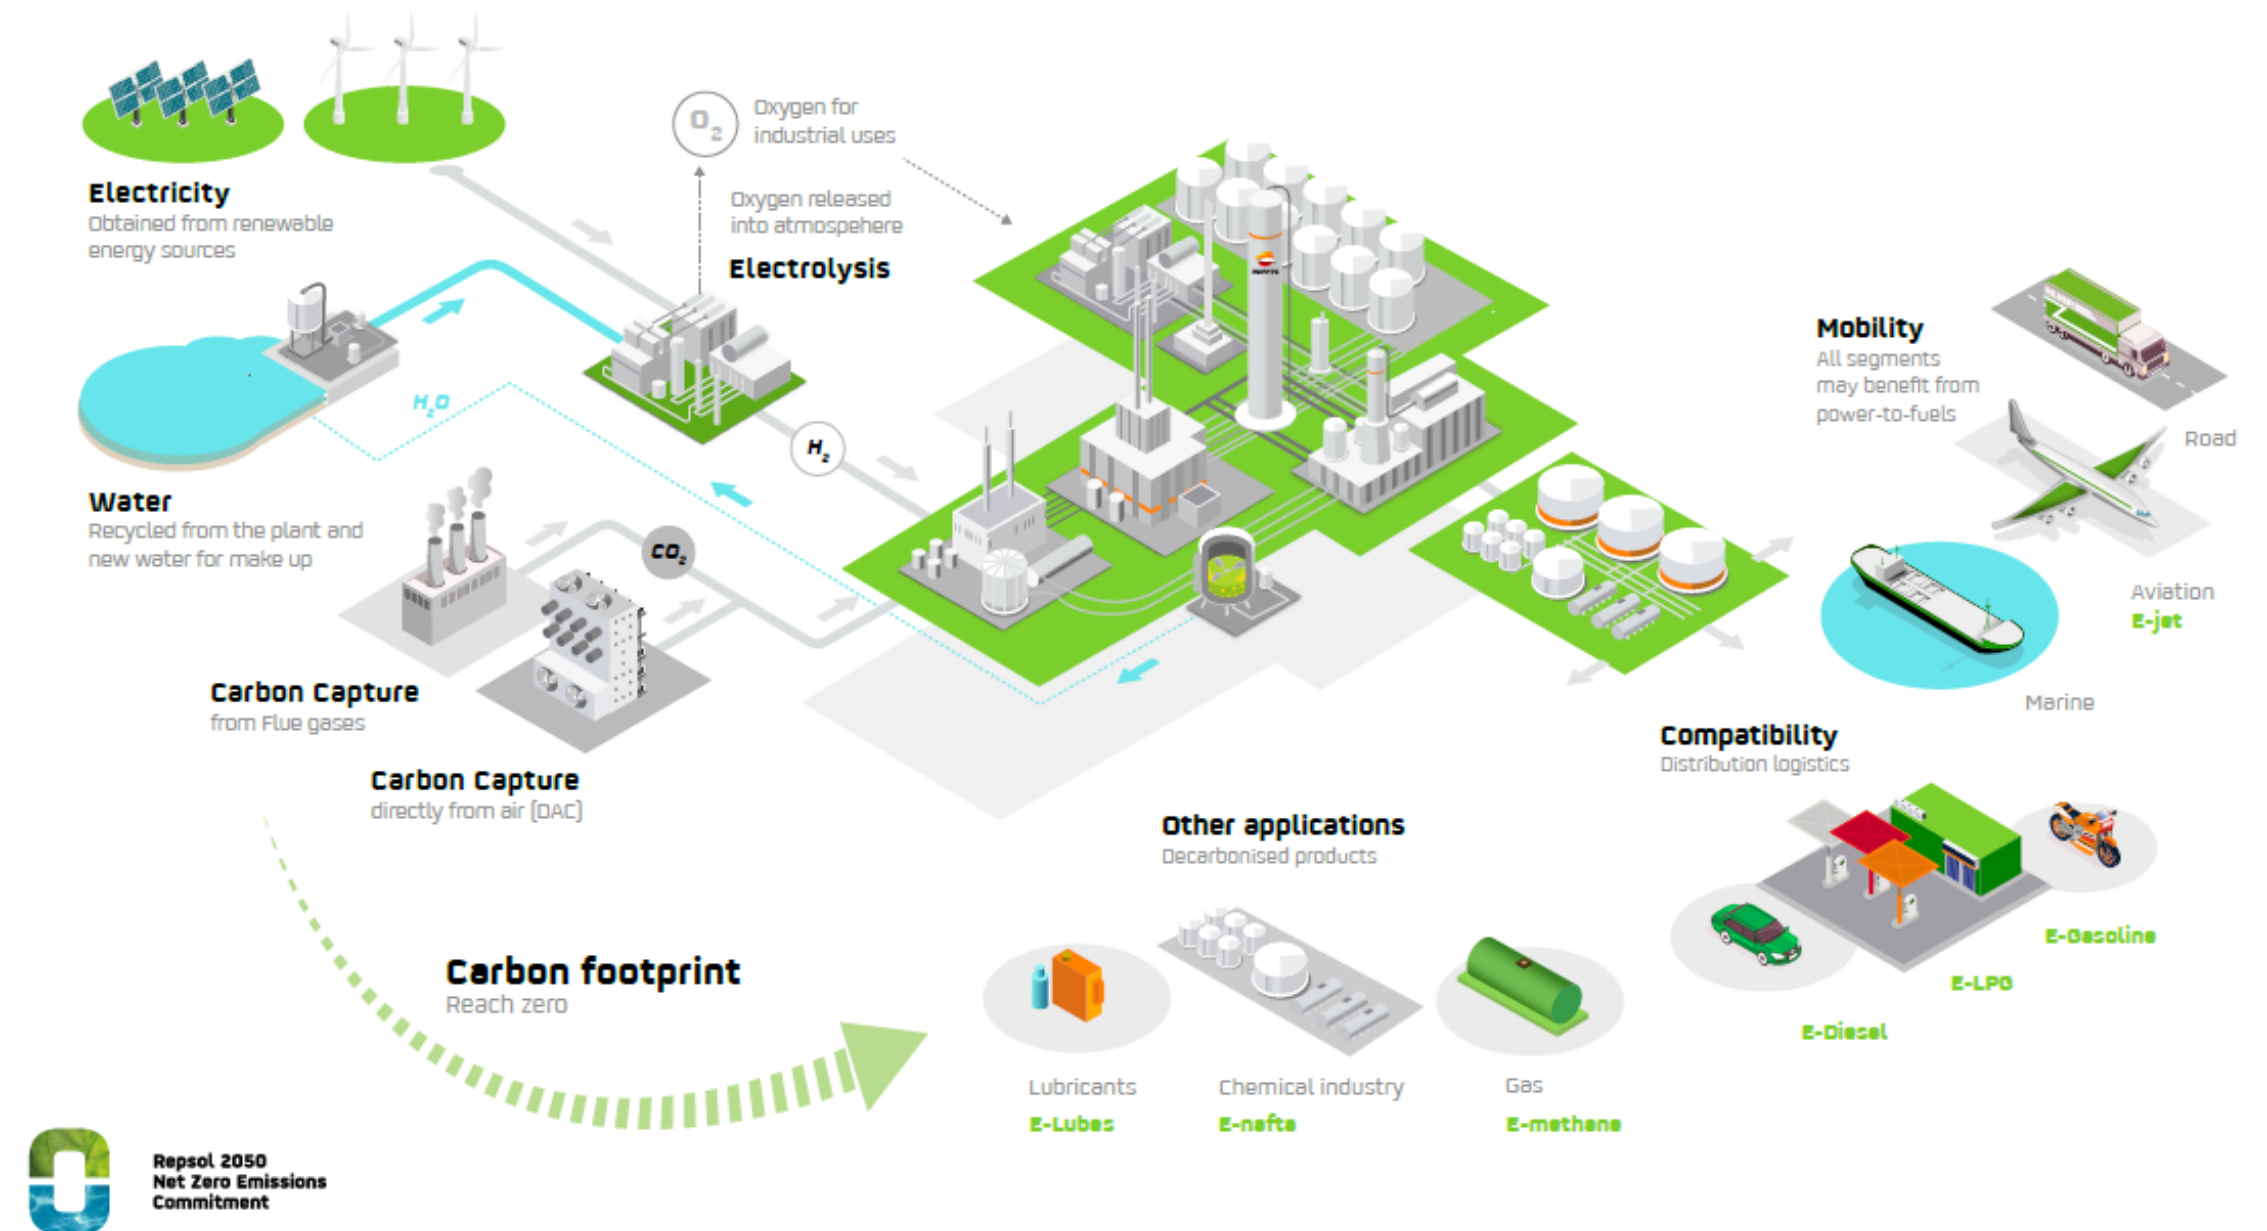 Electricity
Obtained from renewable
energy sources
O2
Oxygen for
industrial uses
Oxygen released
into atmospehere
Electrolysis
H2O
H2
Water
Recycled from the plant and
new water for make up
CO2
Carbon Capture
from Flue gases
Carbon Capture
directly from air (DAC)
Mobility
All segments
may benefit from
power-to-fuels
Road
Aviation
E-jet
Marine
Compatibility
Distribution logistics
E-Gasoline
E-LPG
E-Diesel
Other applications
Decarbonised products
Lubricants
E-Lubes
Chemical industry
E-nafta
Gas
E-methane
Carbon footprint
Reach zero
Repsol 2050
Net Zero Emissions
Commitment